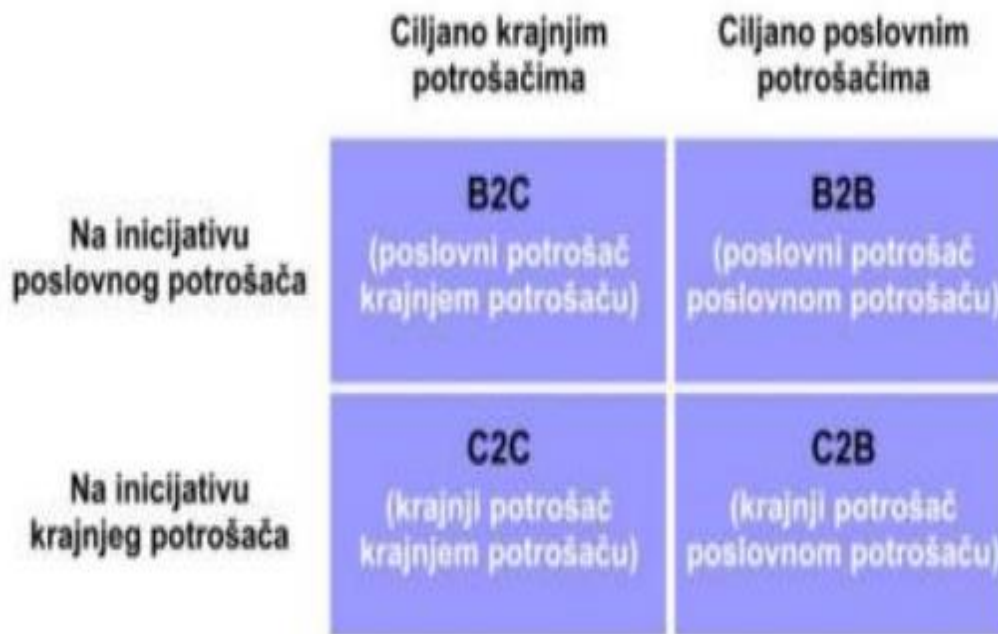 Ciljano krajnjim
potrošačima
Ciljano poslovnim
potrošačima
Na inicijativu
poslovnog potrošača
B2C
(poslovni potrošač
krajnjem potrošaču)
B2B
(poslovni potrošač
poslovnom potrošaču)
Na inicijativu
krajnjeg potrošača
C2C
(krajnji potrošač
krajnjem potrošaču)
C2B
(krajnji potrošač
poslovnom potrošaču)